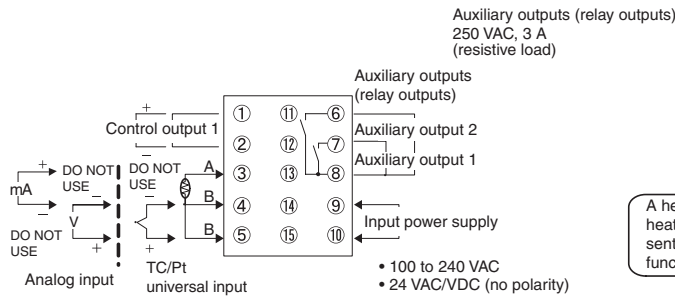 Auxiliary outputs (relay outputs)
250 VAC, 3 A
(resistive load)
Auxiliary outputs
(relay outputs)
+
Control output 1
−
1
2
3
4
5
11
12
13
14
15
6
7
8
9
10
Auxiliary output 2
Auxiliary output 1
Input power supply
• 100 to 240 VAC
• 24 VAC/VDC (no polarity)
+
mA
−
DO NOT
USE
−
V
+
DO NOT
USE
Analog input
DO NOT
USE
−
+
TC/Pt
universal input
A
B
B
A he
heat
sent
func